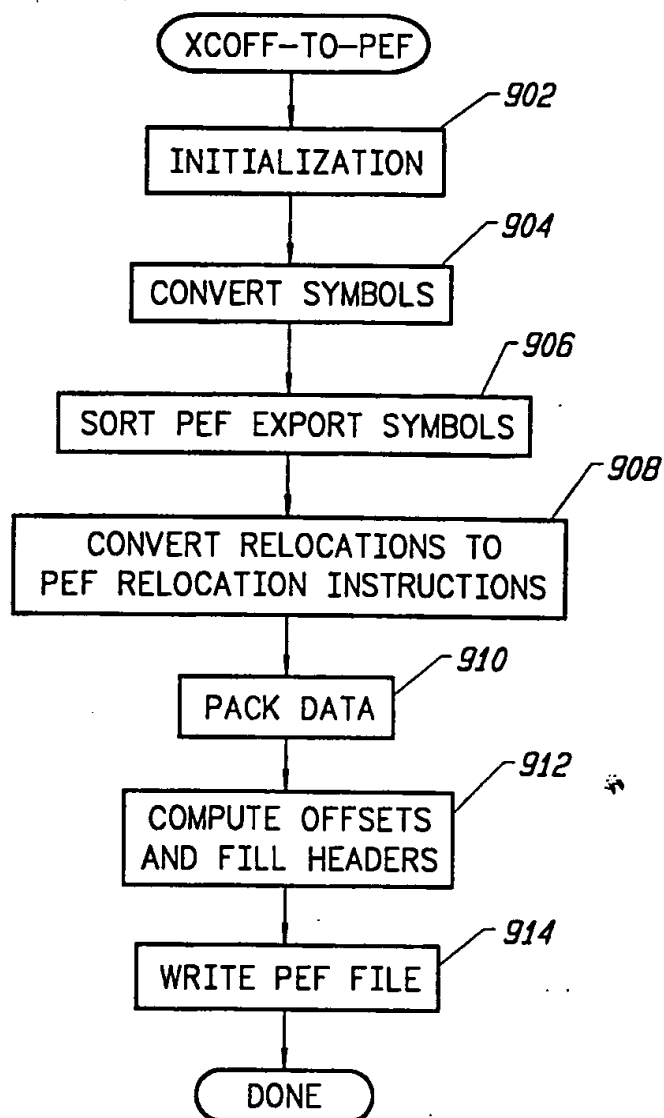 XCOFF-TO-PEF
902
INITIALIZATION
904
CONVERT SYMBOLS
906
SORT PEF EXPORT SYMBOLS
908
CONVERT RELOCATIONS TO
PEF RELOCATION INSTRUCTIONS
910
PACK DATA
912
COMPUTE OFFSETS
AND FILL HEADERS
914
WRITE PEF FILE
DONE